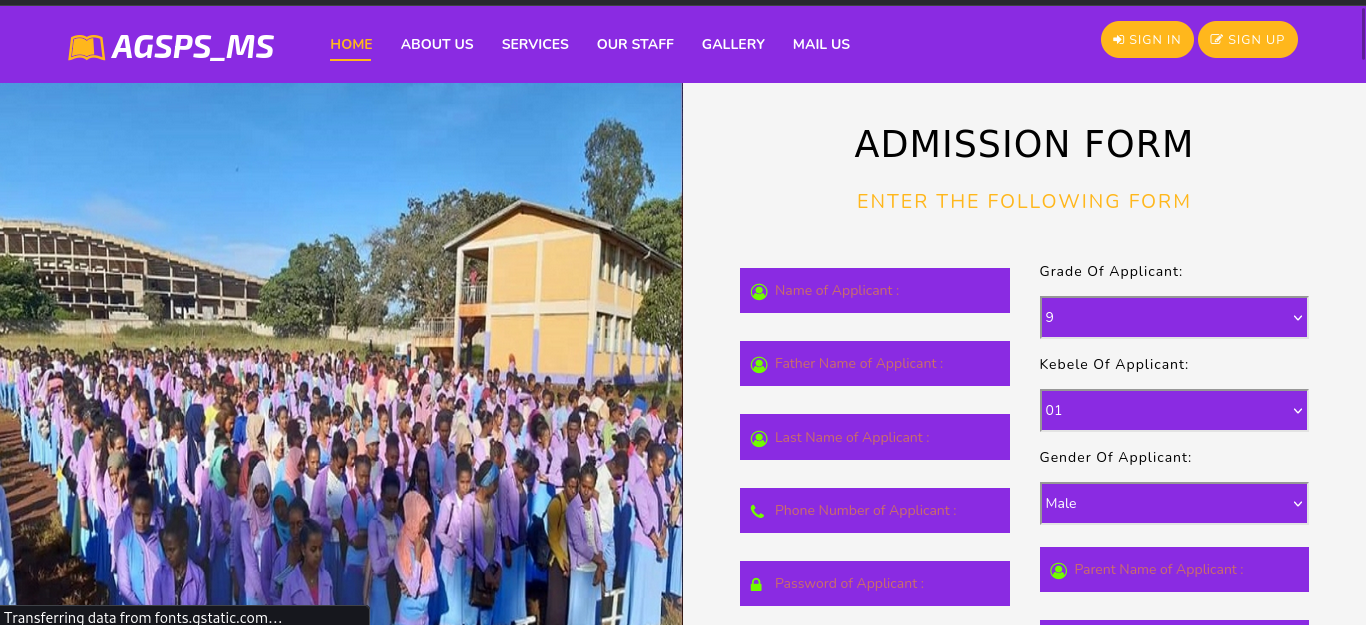 AGSPS_MS
HOME ABOUT US SERVICES OUR STAFF GALLERY MAIL US
SIGN IN SIGN UP
ADMISSION FORM
ENTER THE FOLLOWING FORM
Name of Applicant :
Father Name of Applicant :
Last Name of Applicant :
Phone Number of Applicant :
Password of Applicant :
Grade Of Applicant:
9
Kebele Of Applicant:
01
Gender Of Applicant:
Male
Parent Name of Applicant :
Transferring data from fonts.gstatic.com…